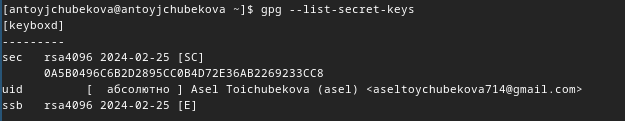 [antoyjchubekova@antoyjchubekova ~]$ gpg --list-secret-keys
[keyboxd]
---------
sec   rsa4096 2024-02-25 [SC]
      0A5B0496C6B2D2895CC0B4D72E36AB2269233CC8
uid         [  абсолютно ] Asel Toichubekova (asel) <aseltoychubekova714@gmail.com>
ssb   rsa4096 2024-02-25 [E]